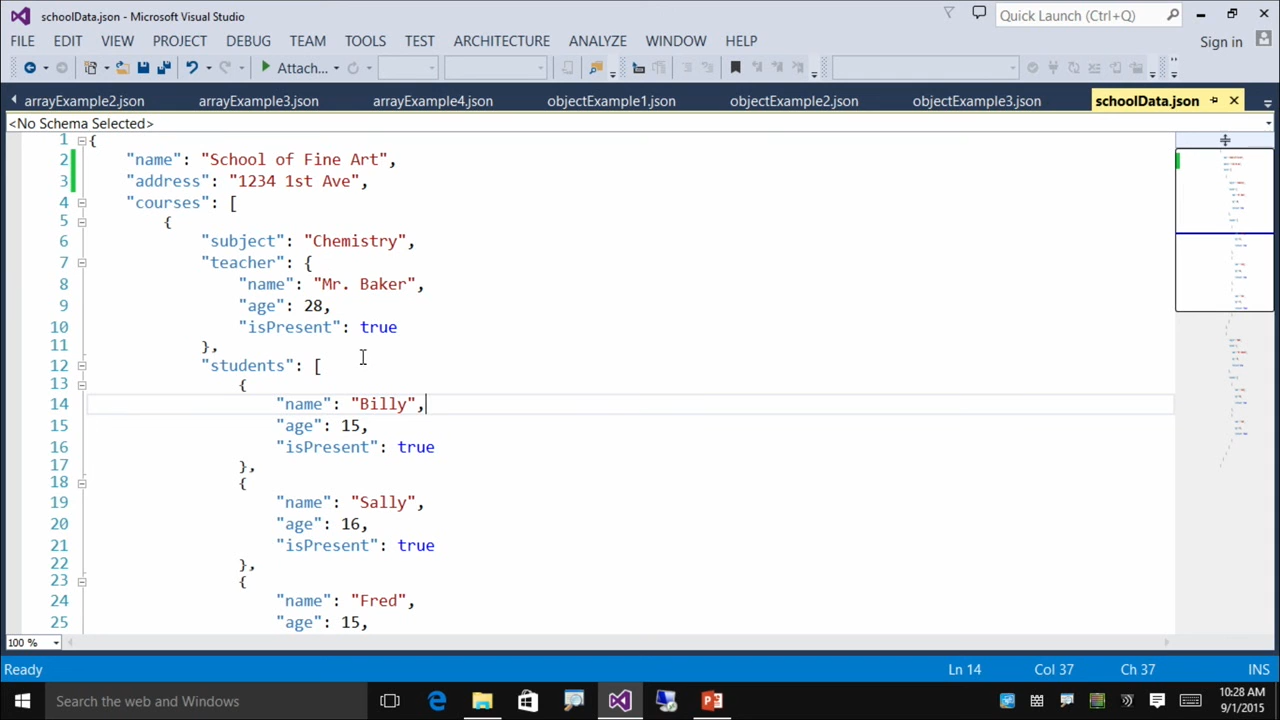 schoolData.json - Microsoft Visual Studio
Quick Launch (Ctrl+Q)
FILE EDIT VIEW PROJECT DEBUG TEAM TOOLS TEST ARCHITECTURE ANALYZE WINDOW HELP
Sign in
Attach...
arrayExample2.json arrayExample3.json arrayExample4.json objectExample1.json objectExample2.json objectExample3.json schoolData.json
<No Schema Selected>
1 {
2 "name": "School of Fine Art",
3 "address": "1234 1st Ave",
4 "courses": [
5 {
6 "subject": "Chemistry",
7 "teacher": {
8 "name": "Mr. Baker",
9 "age": 28,
10 "isPresent": true
11 },
12 "students": [
13 {
14 "name": "Billy",
15 "age": 15,
16 "isPresent": true
17 },
18 {
19 "name": "Sally",
20 "age": 16,
21 "isPresent": true
22 },
23 {
24 "name": "Fred",
25 "age": 15,
100 %
Ready Ln 14 Col 37 Ch 37 INS
Search the web and Windows
10:28 AM
9/1/2015